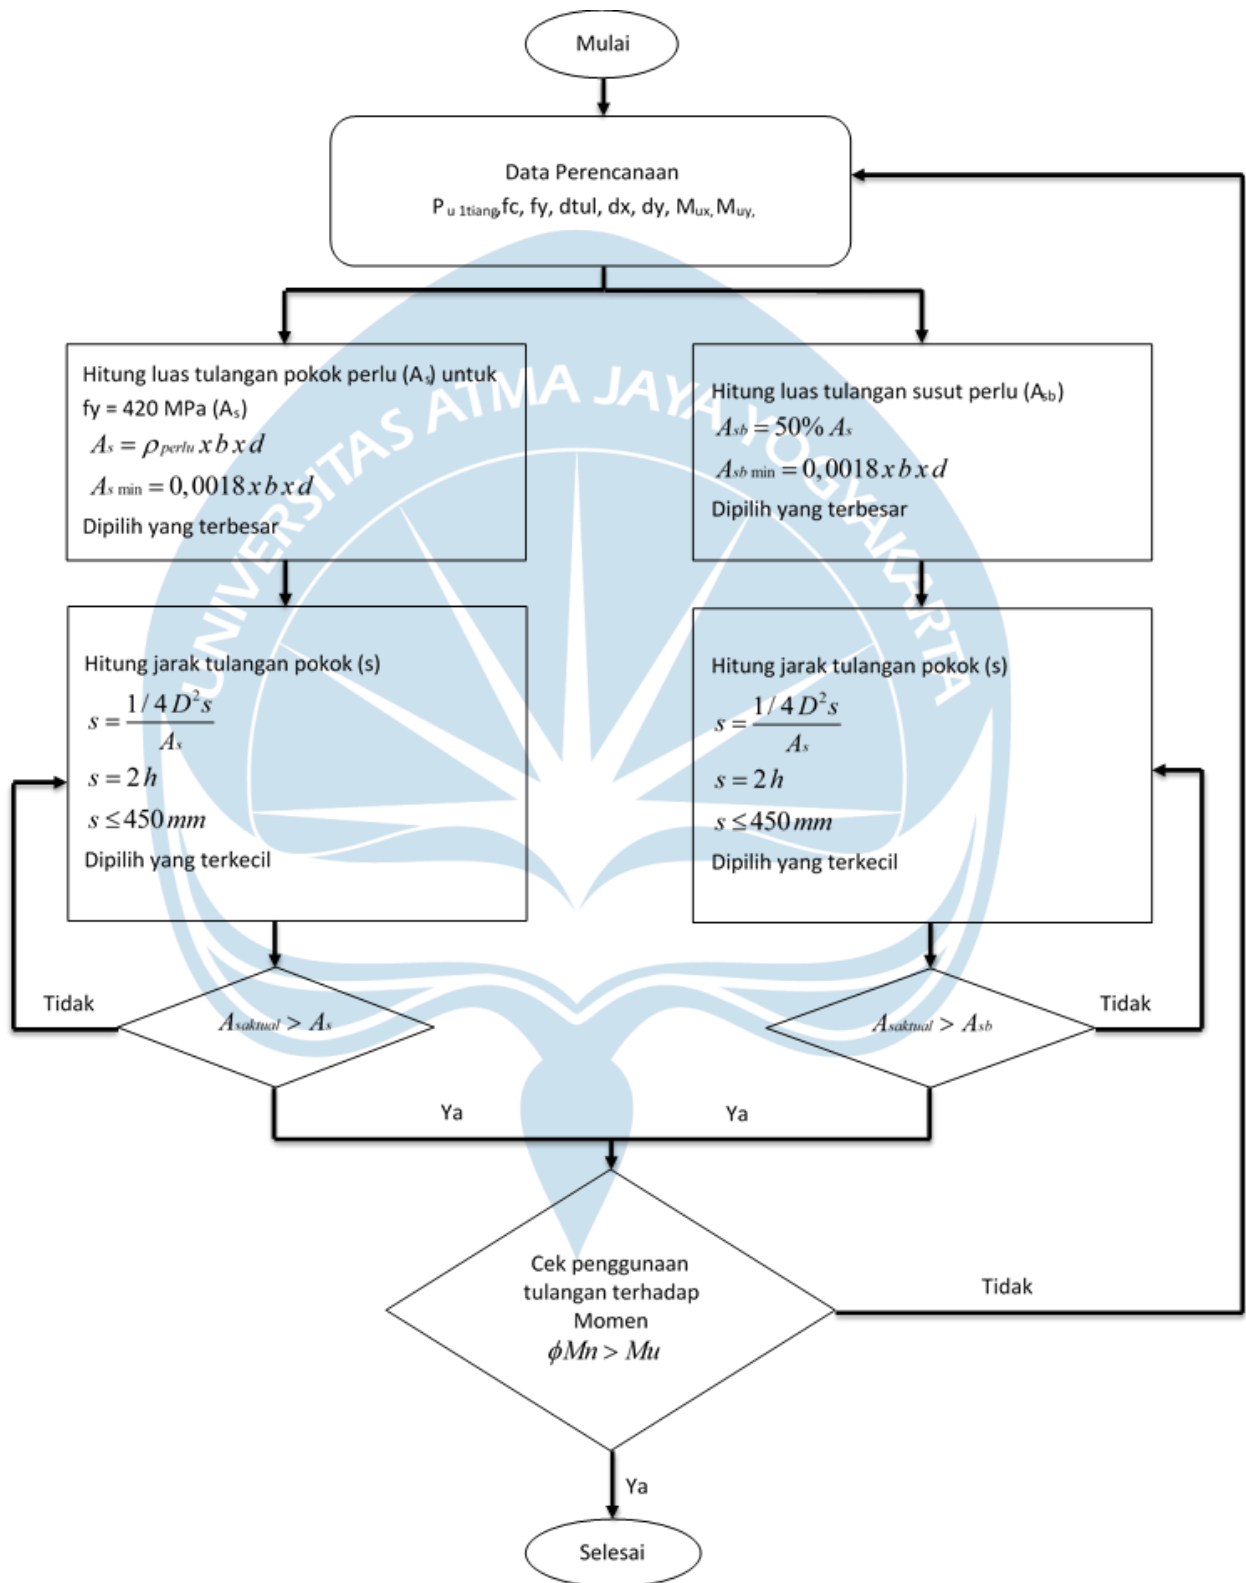 Mulai
Data Perencanaan
P u 1tiang, fc, fy, dtul, dx, dy, Mux, Muy,
Hitung luas tulangan pokok perlu (As) untuk
fy = 420 MPa (As)
As = ρperlu x b x d
As min = 0,0018 x b x d
Dipilih yang terbesar
Hitung luas tulangan susut perlu (Asb)
Asb = 50% As
Asb min = 0,0018 x b x d
Dipilih yang terbesar
UNIVERSITAS ATMA JAYA YOGYAKARTA
Hitung jarak tulangan pokok (s)
s = 1/4 D²s / As
s = 2h
s ≤ 450 mm
Dipilih yang terkecil
Hitung jarak tulangan pokok (s)
s = 1/4 D²s / As
s = 2h
s ≤ 450 mm
Dipilih yang terkecil
Tidak
Asaktual > As
Asaktual > Asb
Tidak
Ya
Ya
Cek penggunaan
tulangan terhadap
Momen
ϕMn > Mu
Tidak
Ya
Selesai